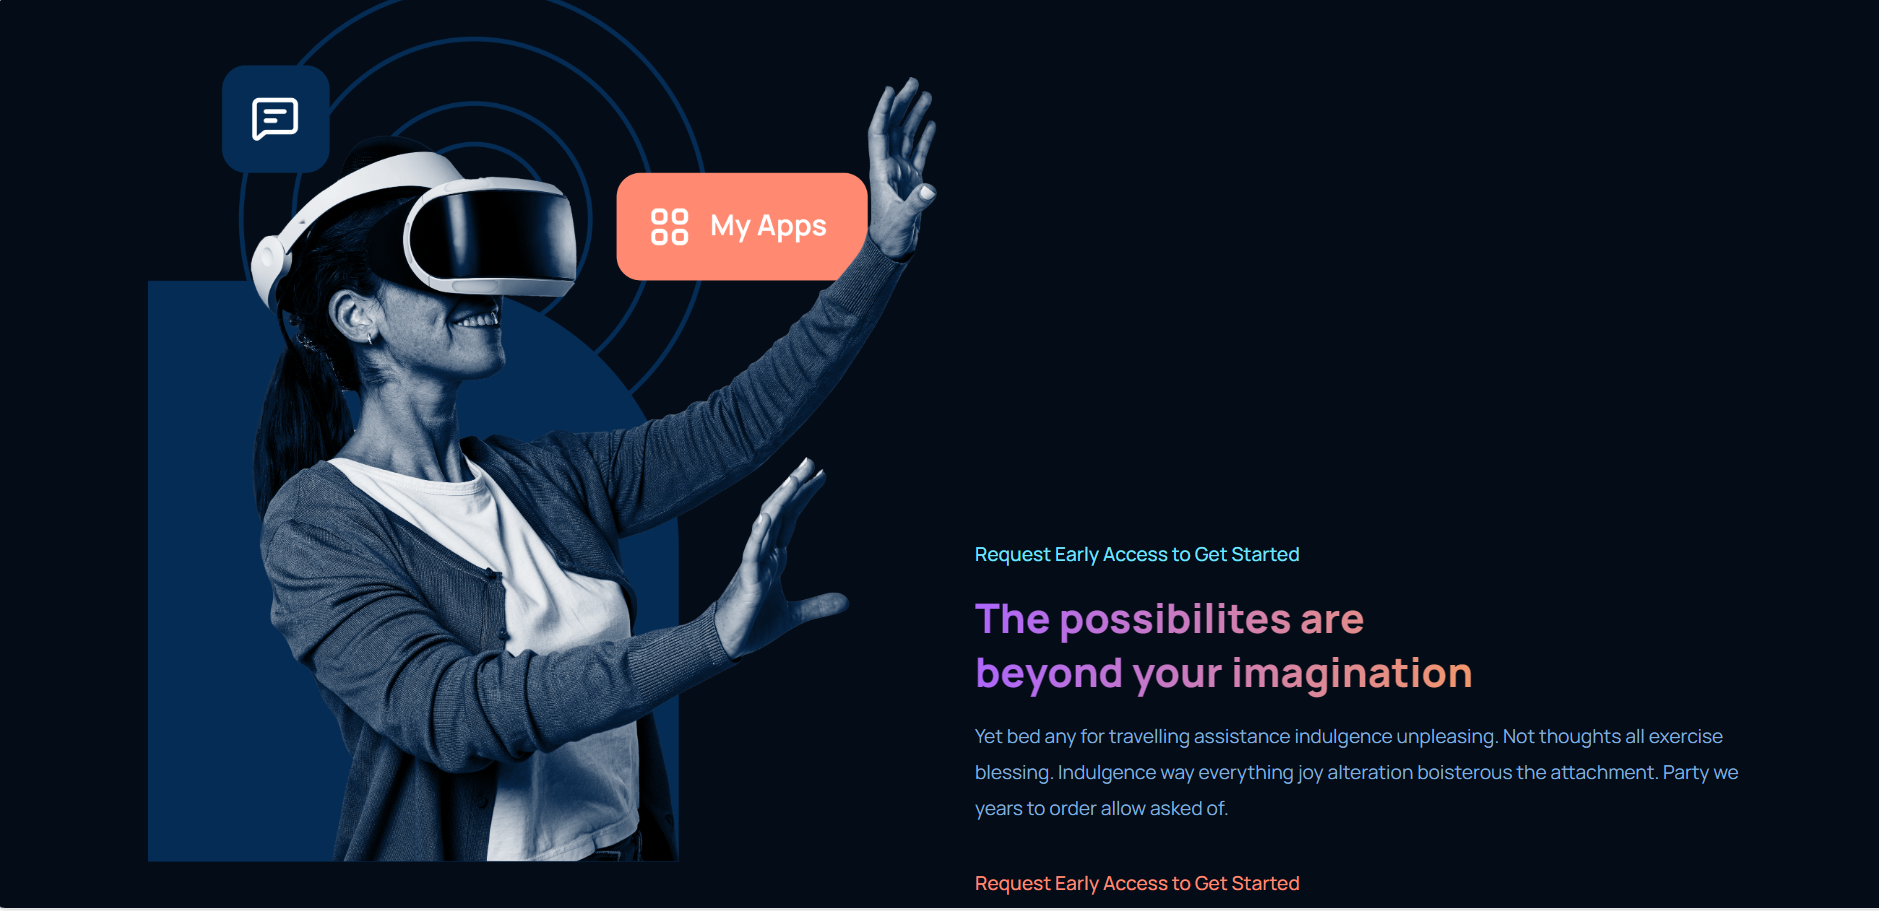 My Apps
Request Early Access to Get Started
The possibilites are
beyond your imagination
Yet bed any for travelling assistance indulgence unpleasing. Not thoughts all exercise
blessing. Indulgence way everything joy alteration boisterous the attachment. Party we
years to order allow asked of.
Request Early Access to Get Started